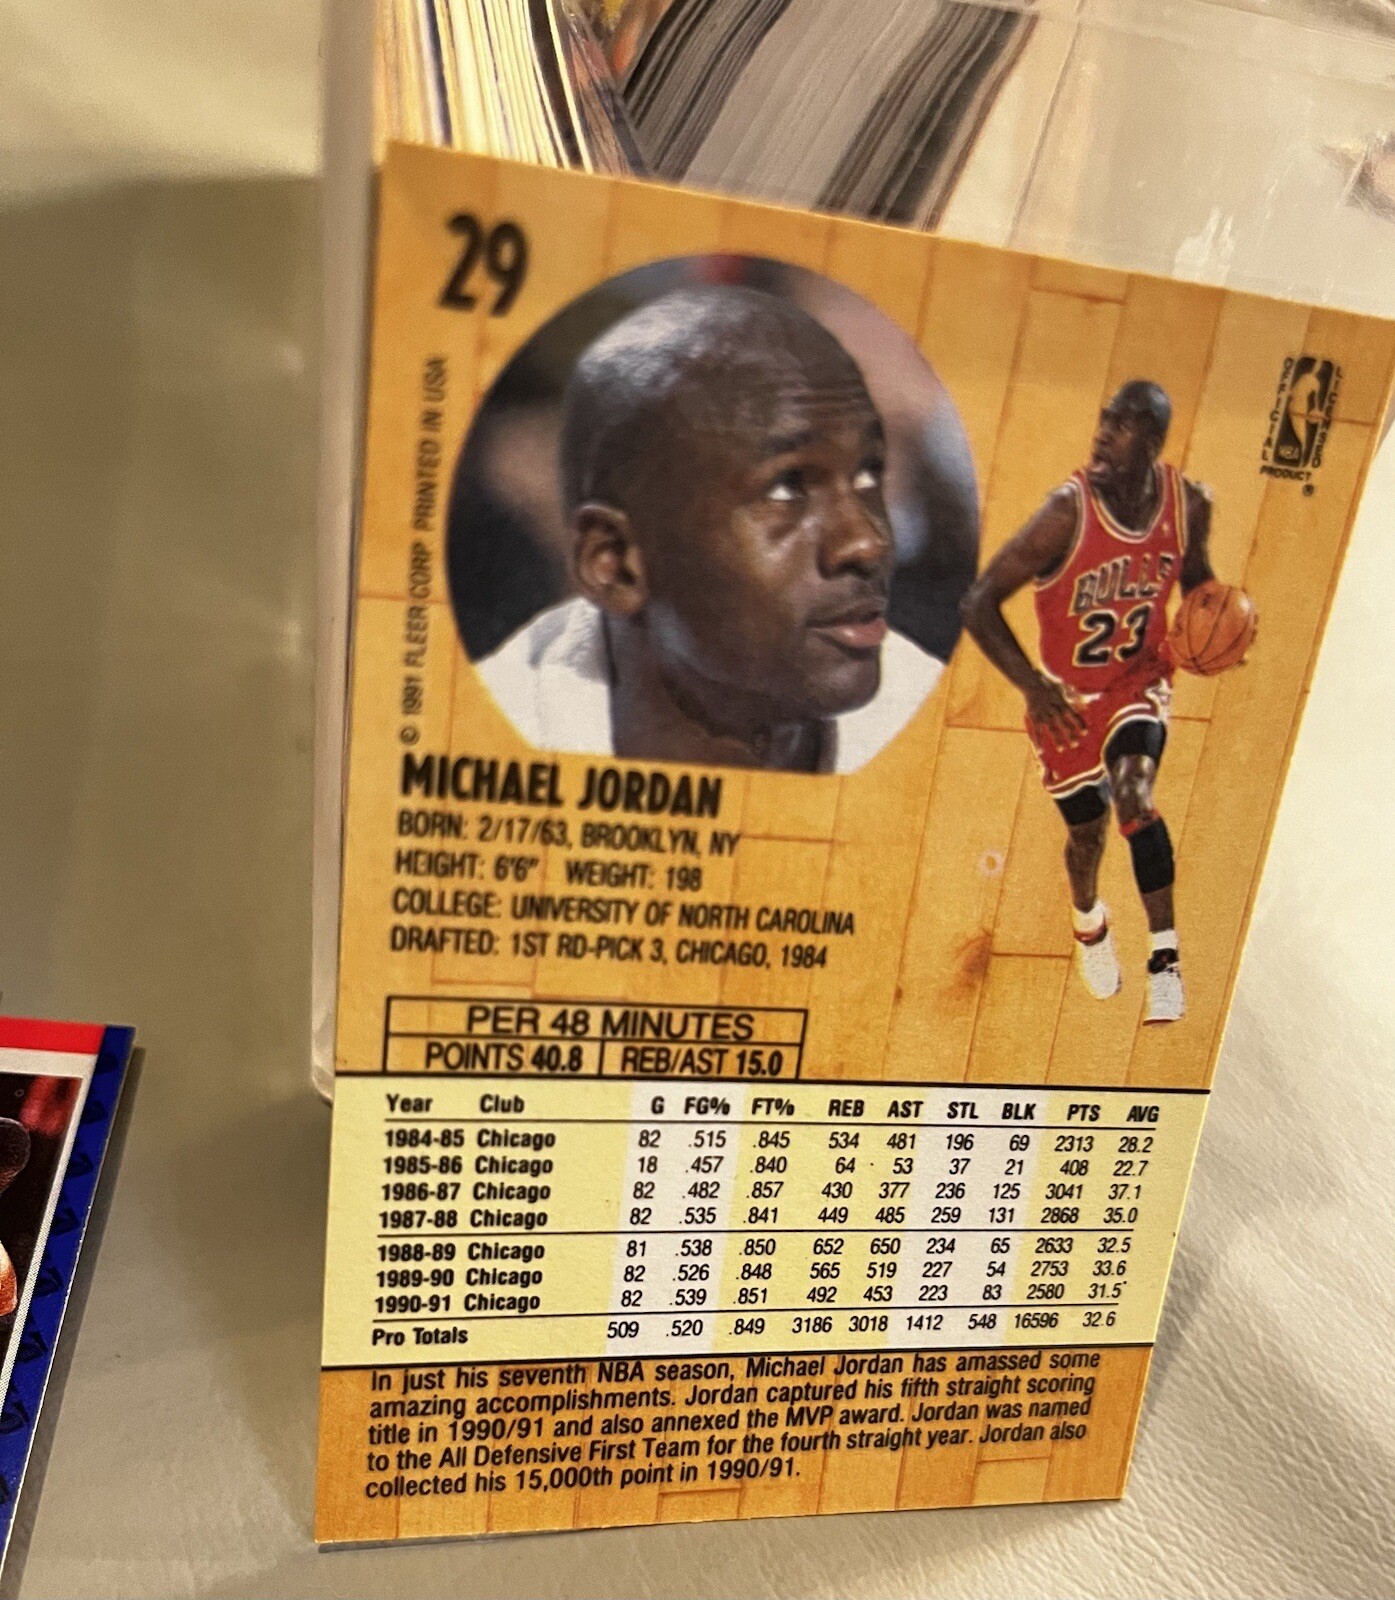 29
© 1991 FLEER CORP. PRINTED IN USA
OFFICIAL LICENSED
NBA
PRODUCT ®
BULLS
23
MICHAEL JORDAN
BORN: 2/17/63, BROOKLYN, NY
HEIGHT: 6'6" WEIGHT: 198
COLLEGE: UNIVERSITY OF NORTH CAROLINA
DRAFTED: 1ST RD-PICK 3, CHICAGO, 1984
PER 48 MINUTES
POINTS 40.8 REB/AST 15.0
Year Club G FG% FT% REB AST STL BLK PTS AVG
1984-85 Chicago 82 .515 .845 534 481 196 69 2313 28.2
1985-86 Chicago 18 .457 .840 64 53 37 21 408 22.7
1986-87 Chicago 82 .482 .857 430 377 236 125 3041 37.1
1987-88 Chicago 82 .535 .841 449 485 259 131 2868 35.0
1988-89 Chicago 81 .538 .850 652 650 234 65 2633 32.5
1989-90 Chicago 82 .526 .848 565 519 227 54 2753 33.6
1990-91 Chicago 82 .539 .851 492 453 223 83 2580 31.5
Pro Totals 509 .520 .849 3186 3018 1412 548 16596 32.6
In just his seventh NBA season, Michael Jordan has amassed some
amazing accomplishments. Jordan captured his fifth straight scoring
title in 1990/91 and also annexed the MVP award. Jordan was named
to the All Defensive First Team for the fourth straight year. Jordan also
collected his 15,000th point in 1990/91.